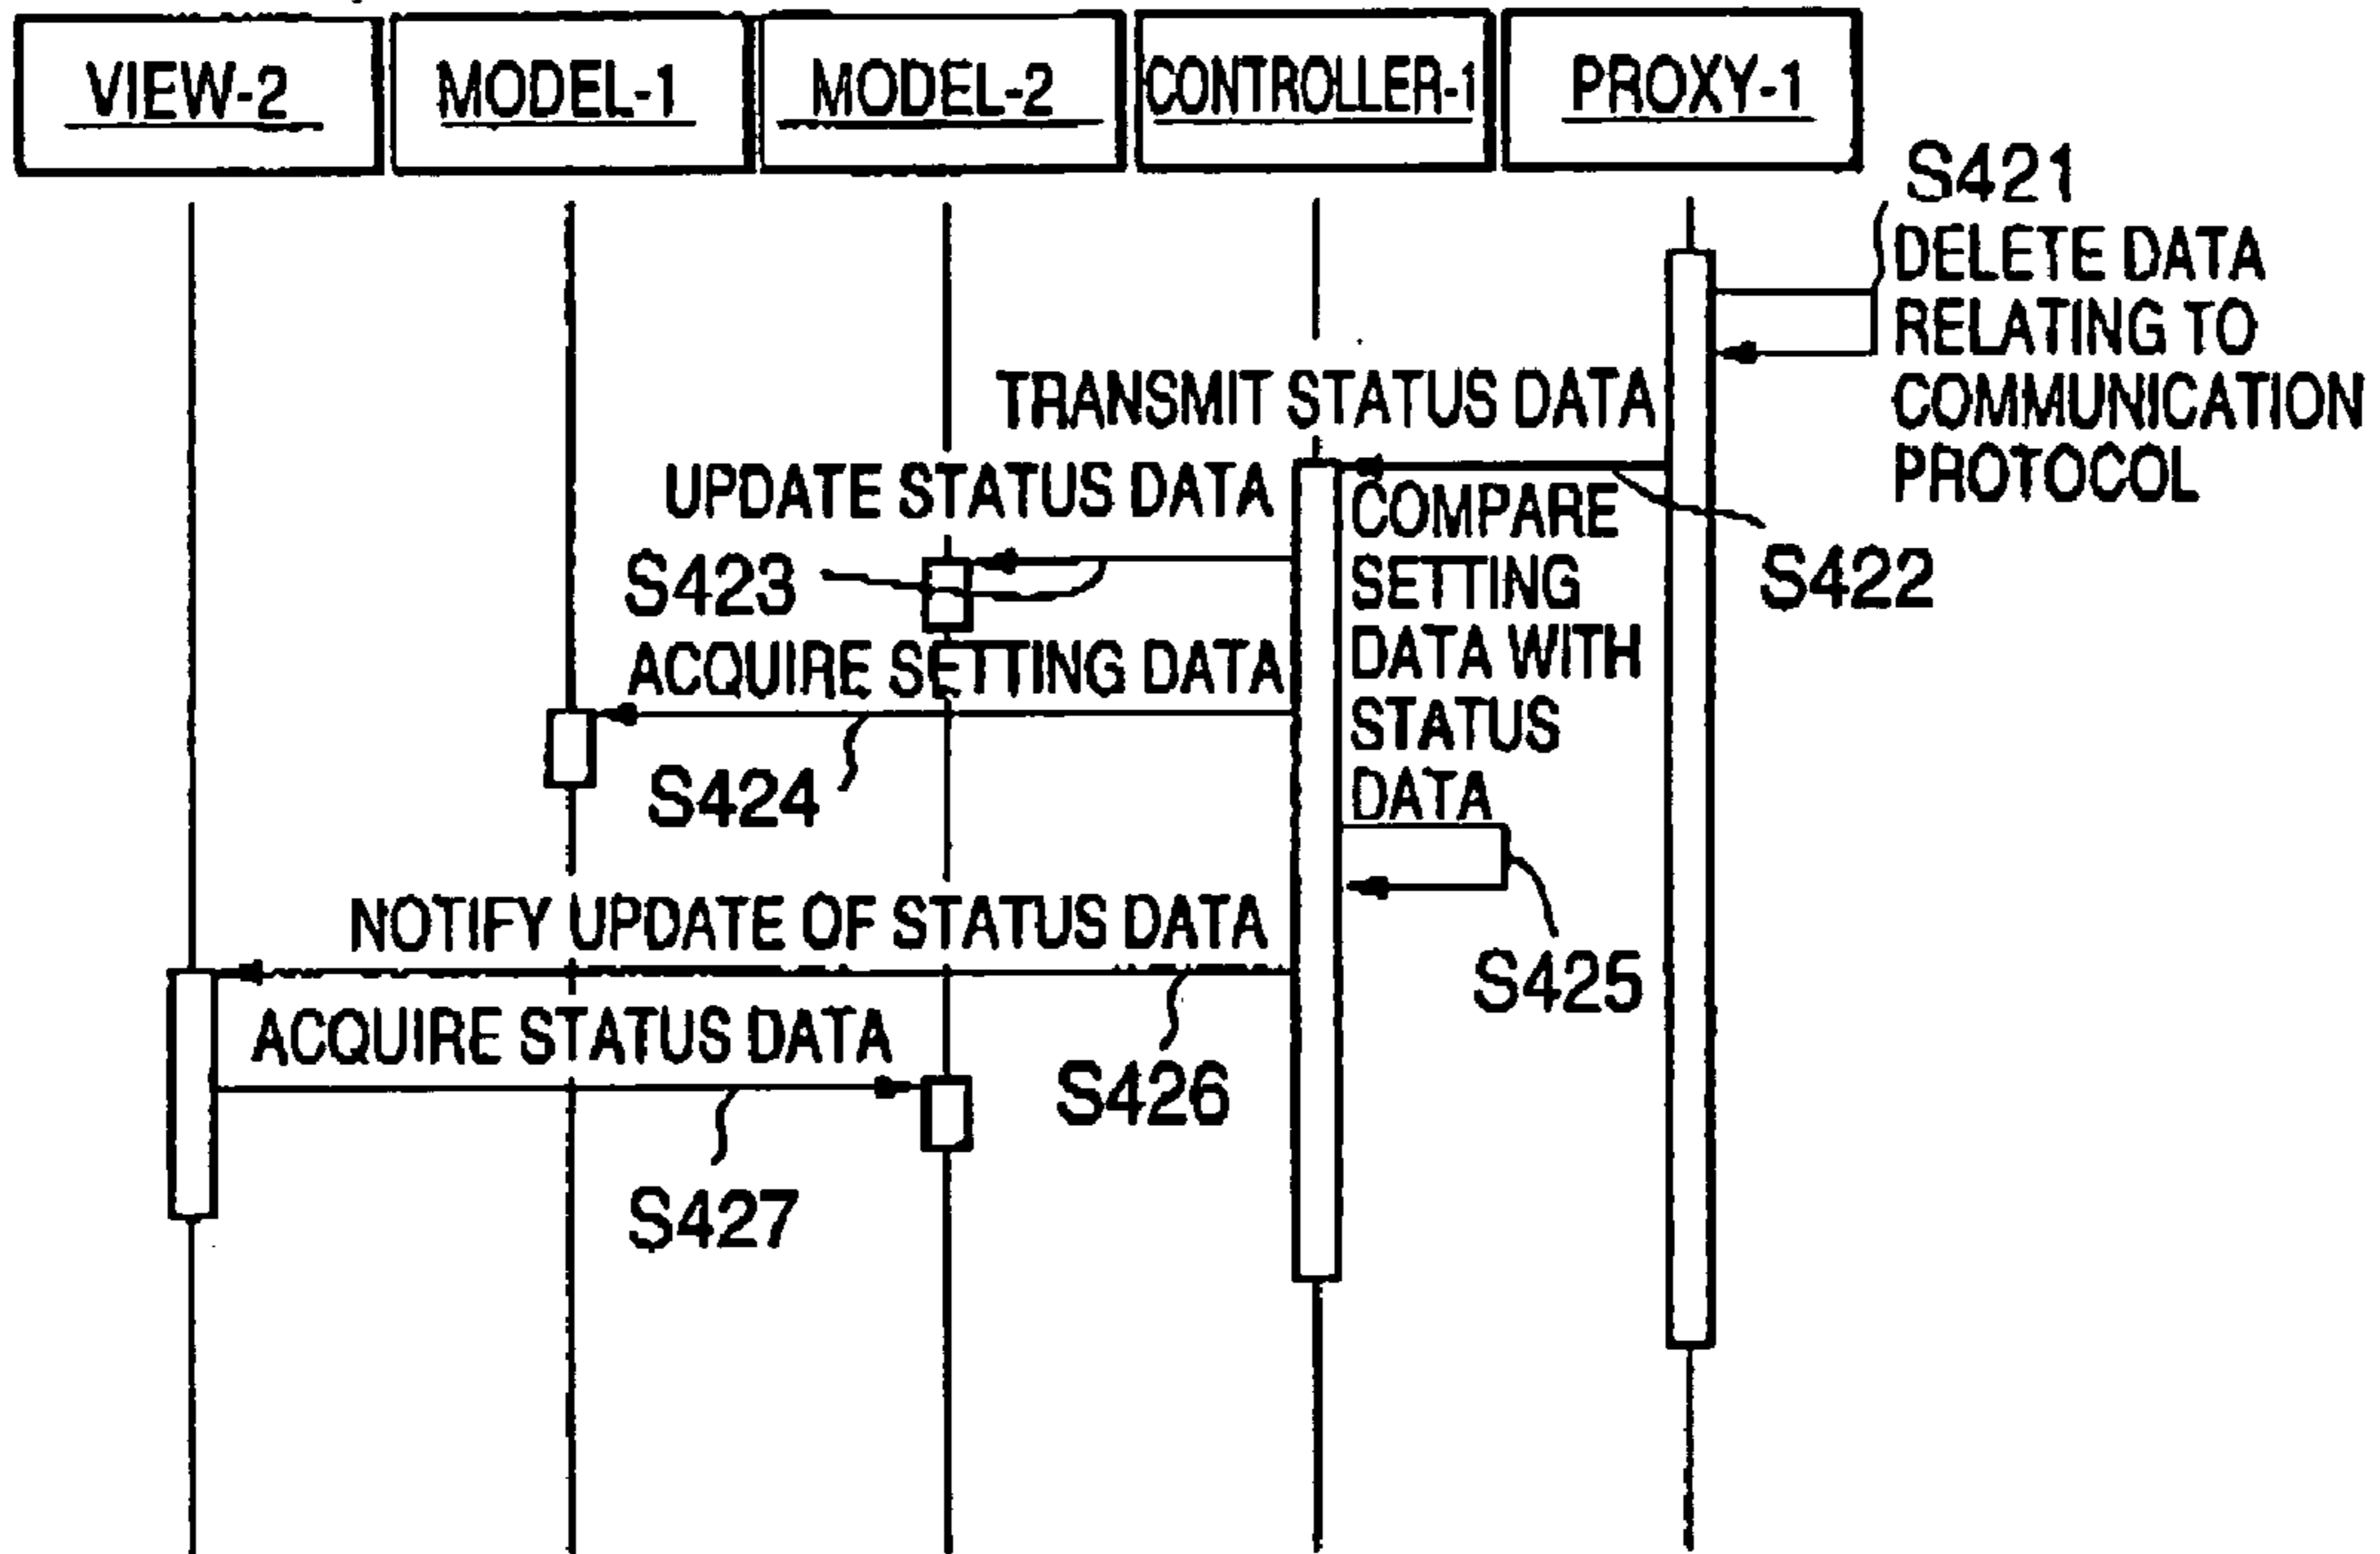 VIEW-2
MODEL-1
MODEL-2
CONTROLLER-1
PROXY-1
S421
DELETE DATA
RELATING TO
COMMUNICATION
PROTOCOL
TRANSMIT STATUS DATA
S422
UPDATE STATUS DATA
S423
ACQUIRE SETTING DATA
S424
COMPARE
SETTING
DATA WITH
STATUS
DATA
S425
NOTIFY UPDATE OF STATUS DATA
S426
ACQUIRE STATUS DATA
S427